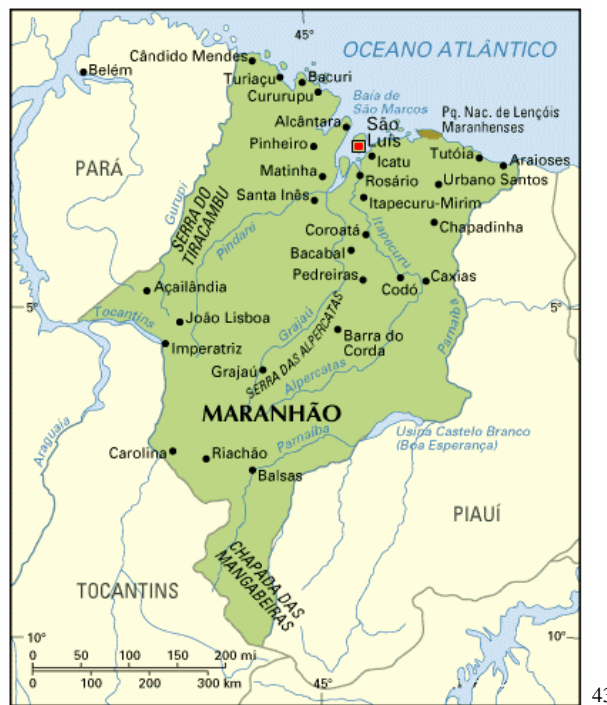 45°
OCEANO ATLÂNTICO
Cândido Mendes
Belém
Turiaçu
Bacuri
Cururupu
Baía de
São Marcos
Alcântara
Pq. Nac. de Lençóis
Maranhenses
São
Luís
Pinheiro
Icatu
Tutóia
Araioses
PARÁ
Matinha
Rosário
Urbano Santos
Santa Inês
Itapecuru-Mirim
Gurupi
SERRA DO
TIRACAMBU
Pindaré
Coroatá
Itapecuru
Chapadinha
Bacabal
Pedreiras
Codó
Caxias
Açailândia
5°
5°
Tocantins
João Lisboa
Grajaú
SERRA DAS ALPERCATAS
Parnaíba
Imperatriz
Barra do
Corda
Grajaú
Alpercatas
MARANHÃO
Araguaia
Parnaíba
Usina Castelo Branco
(Boa Esperança)
Carolina
Riachão
Balsas
PIAUÍ
CHAPADA DAS
MANGABEIRAS
TOCANTINS
10°
10°
0 50 100 150 200 mi
0 100 200 300 km
45°
43